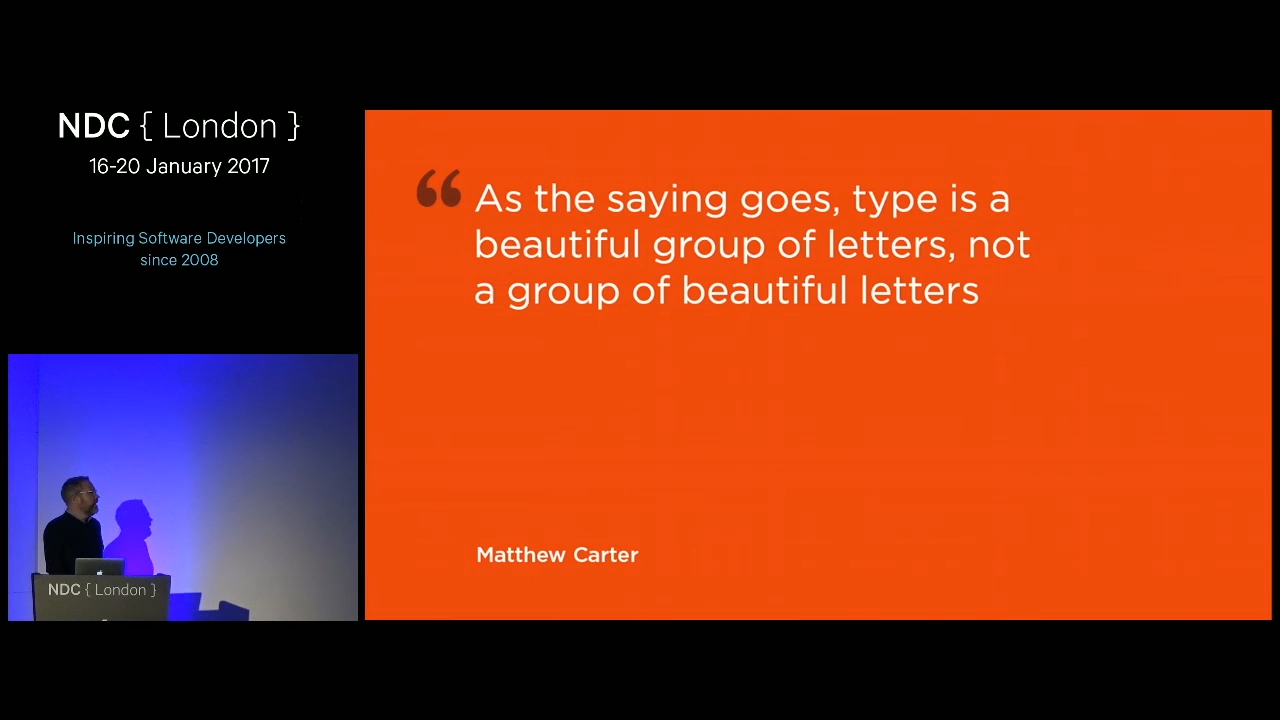 NDC { London }
16-20 January 2017
Inspiring Software Developers
since 2008
“ As the saying goes, type is a
beautiful group of letters, not
a group of beautiful letters
Matthew Carter
NDC { London }